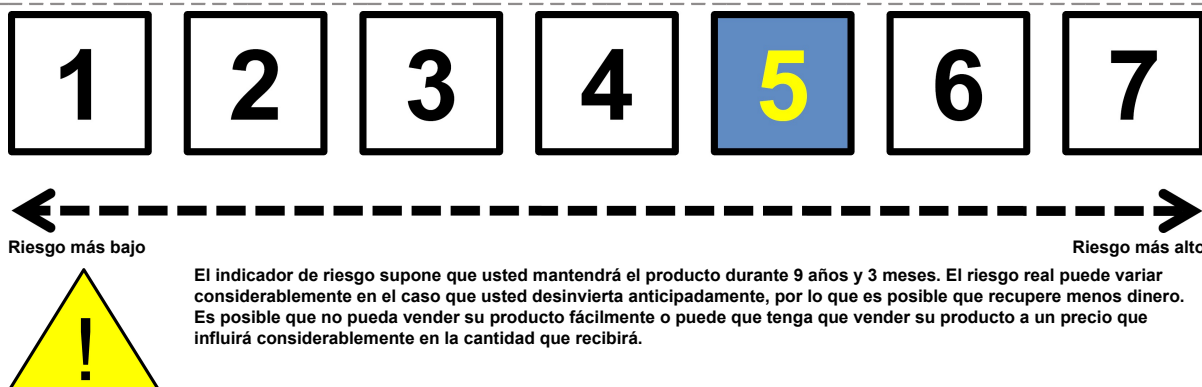 1 2 3 4 5 6 7
Riesgo más bajo Riesgo más alto
El indicador de riesgo supone que usted mantendrá el producto durante 9 años y 3 meses. El riesgo real puede variar
considerablemente en el caso que usted desinvierta anticipadamente, por lo que es posible que recupere menos dinero.
Es posible que no pueda vender su producto fácilmente o puede que tenga que vender su producto a un precio que
influirá considerablemente en la cantidad que recibirá.
!